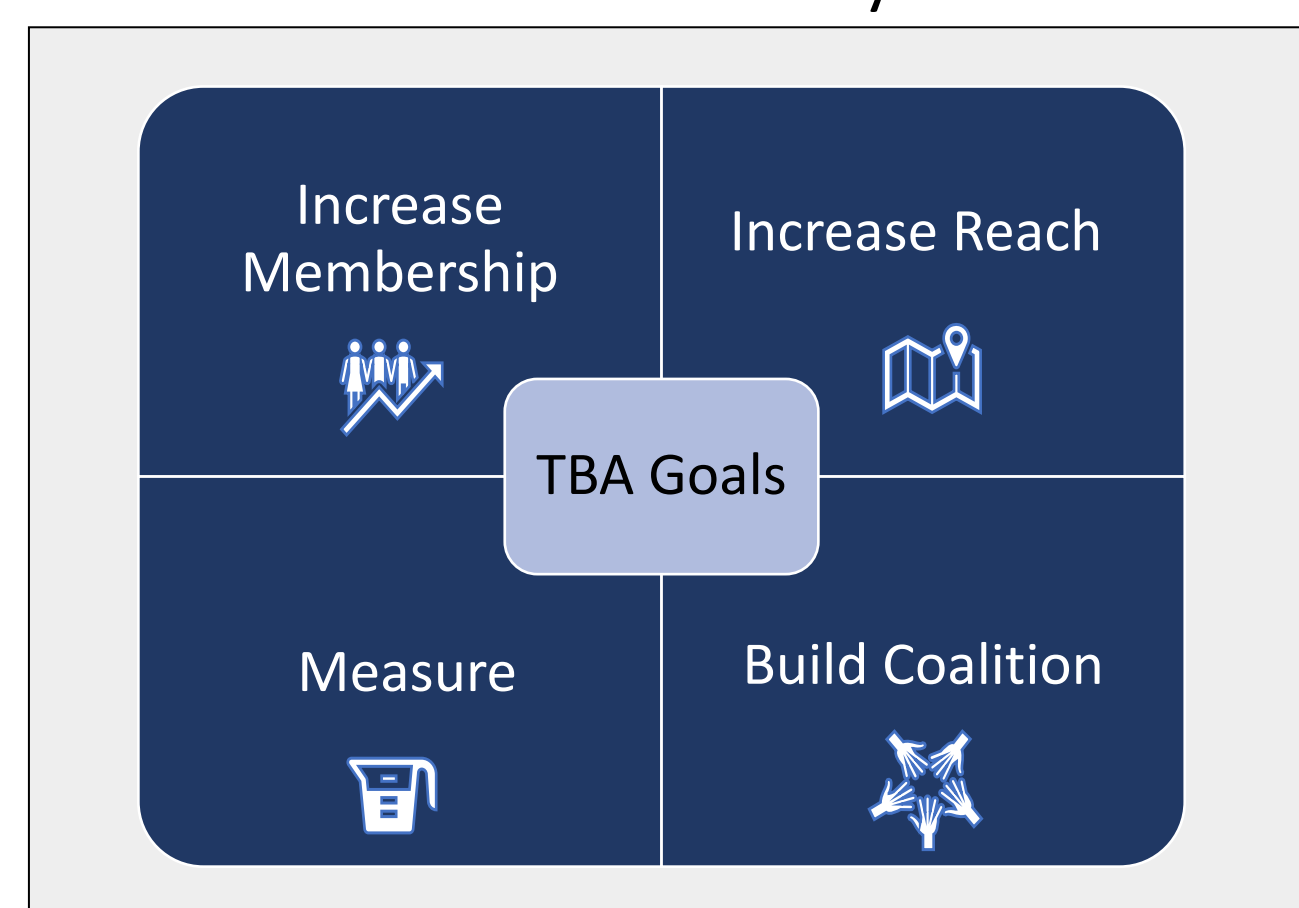 Increase
Membership
Increase Reach
TBA Goals
Measure
Build Coalition